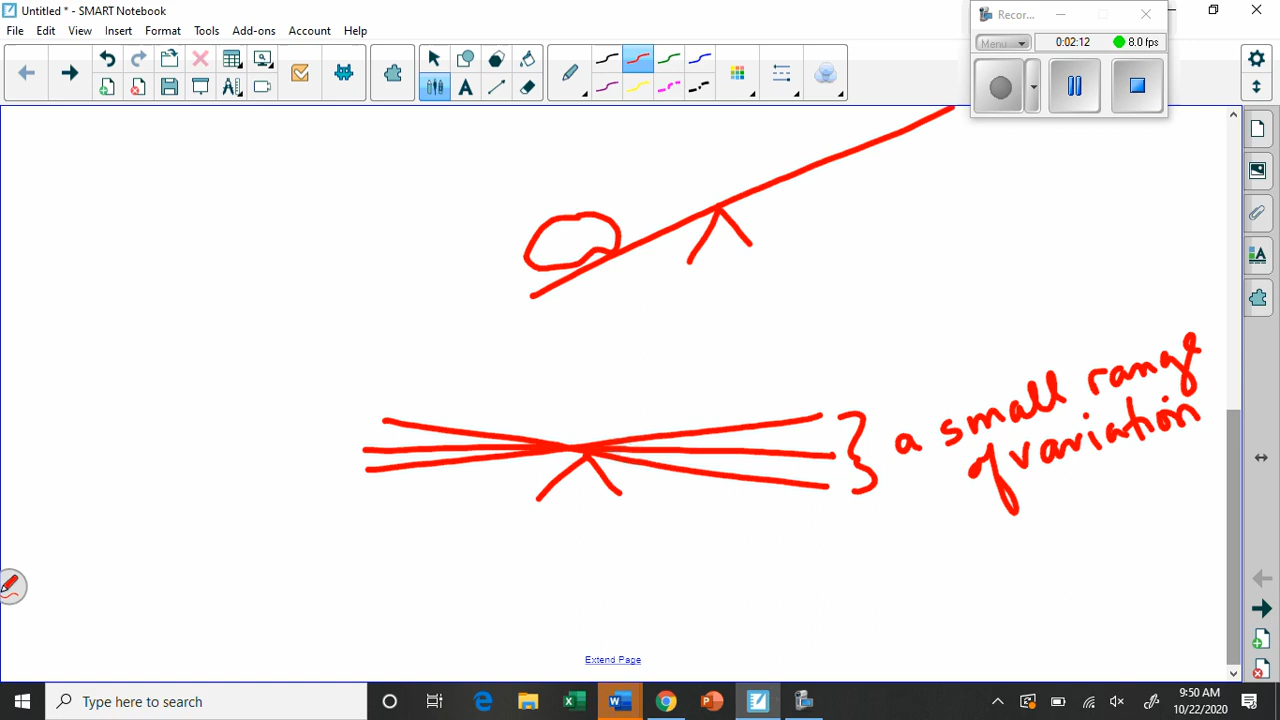 Untitled * - SMART Notebook
Recor...
File Edit View Insert Format Tools Add-ons Account Help
Menu 0:02:12 8.0 fps
a small range
of variation
Extend Page
Type here to search
9:50 AM
10/22/2020